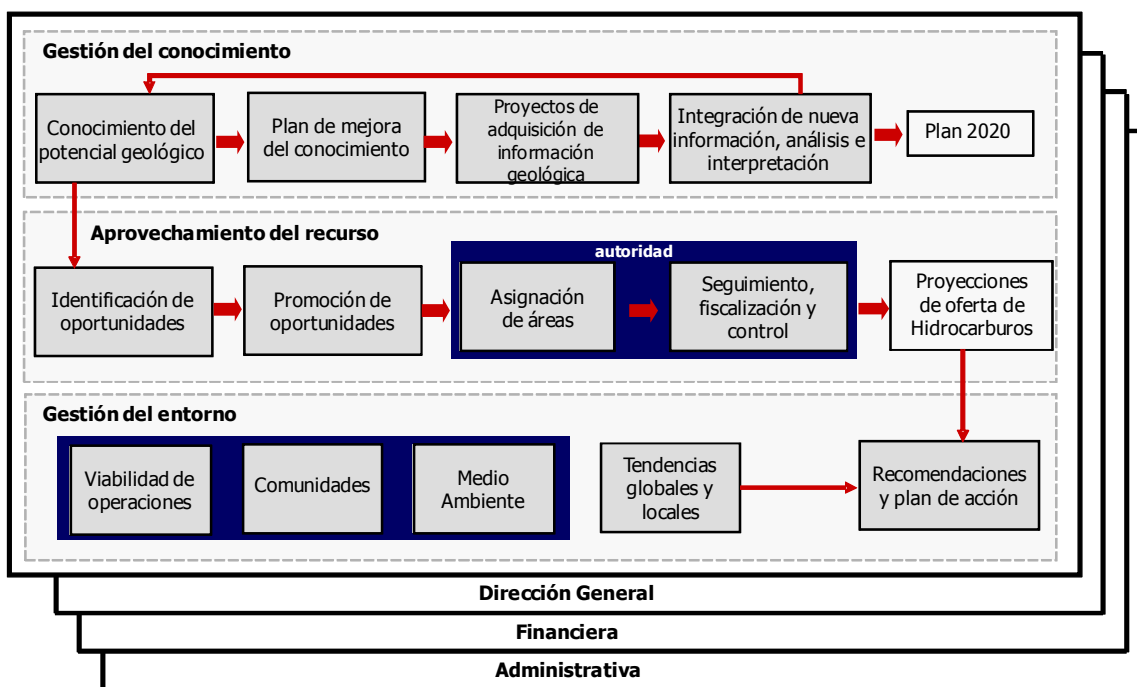 Gestión del conocimiento
Conocimiento del
potencial geológico
Plan de mejora
del conocimiento
Proyectos de
adquisición de
información
geológica
Integración de nueva
información, análisis e
interpretación
Plan 2020
Aprovechamiento del recurso
autoridad
Identificación de
oportunidades
Promoción de
oportunidades
Asignación
de áreas
Seguimiento,
fiscalización y
control
Proyecciones
de oferta de
Hidrocarburos
Gestión del entorno
Viabilidad de
operaciones
Comunidades
Medio
Ambiente
Tendencias
globales y
locales
Recomendaciones
y plan de acción
Dirección General
Financiera
Administrativa